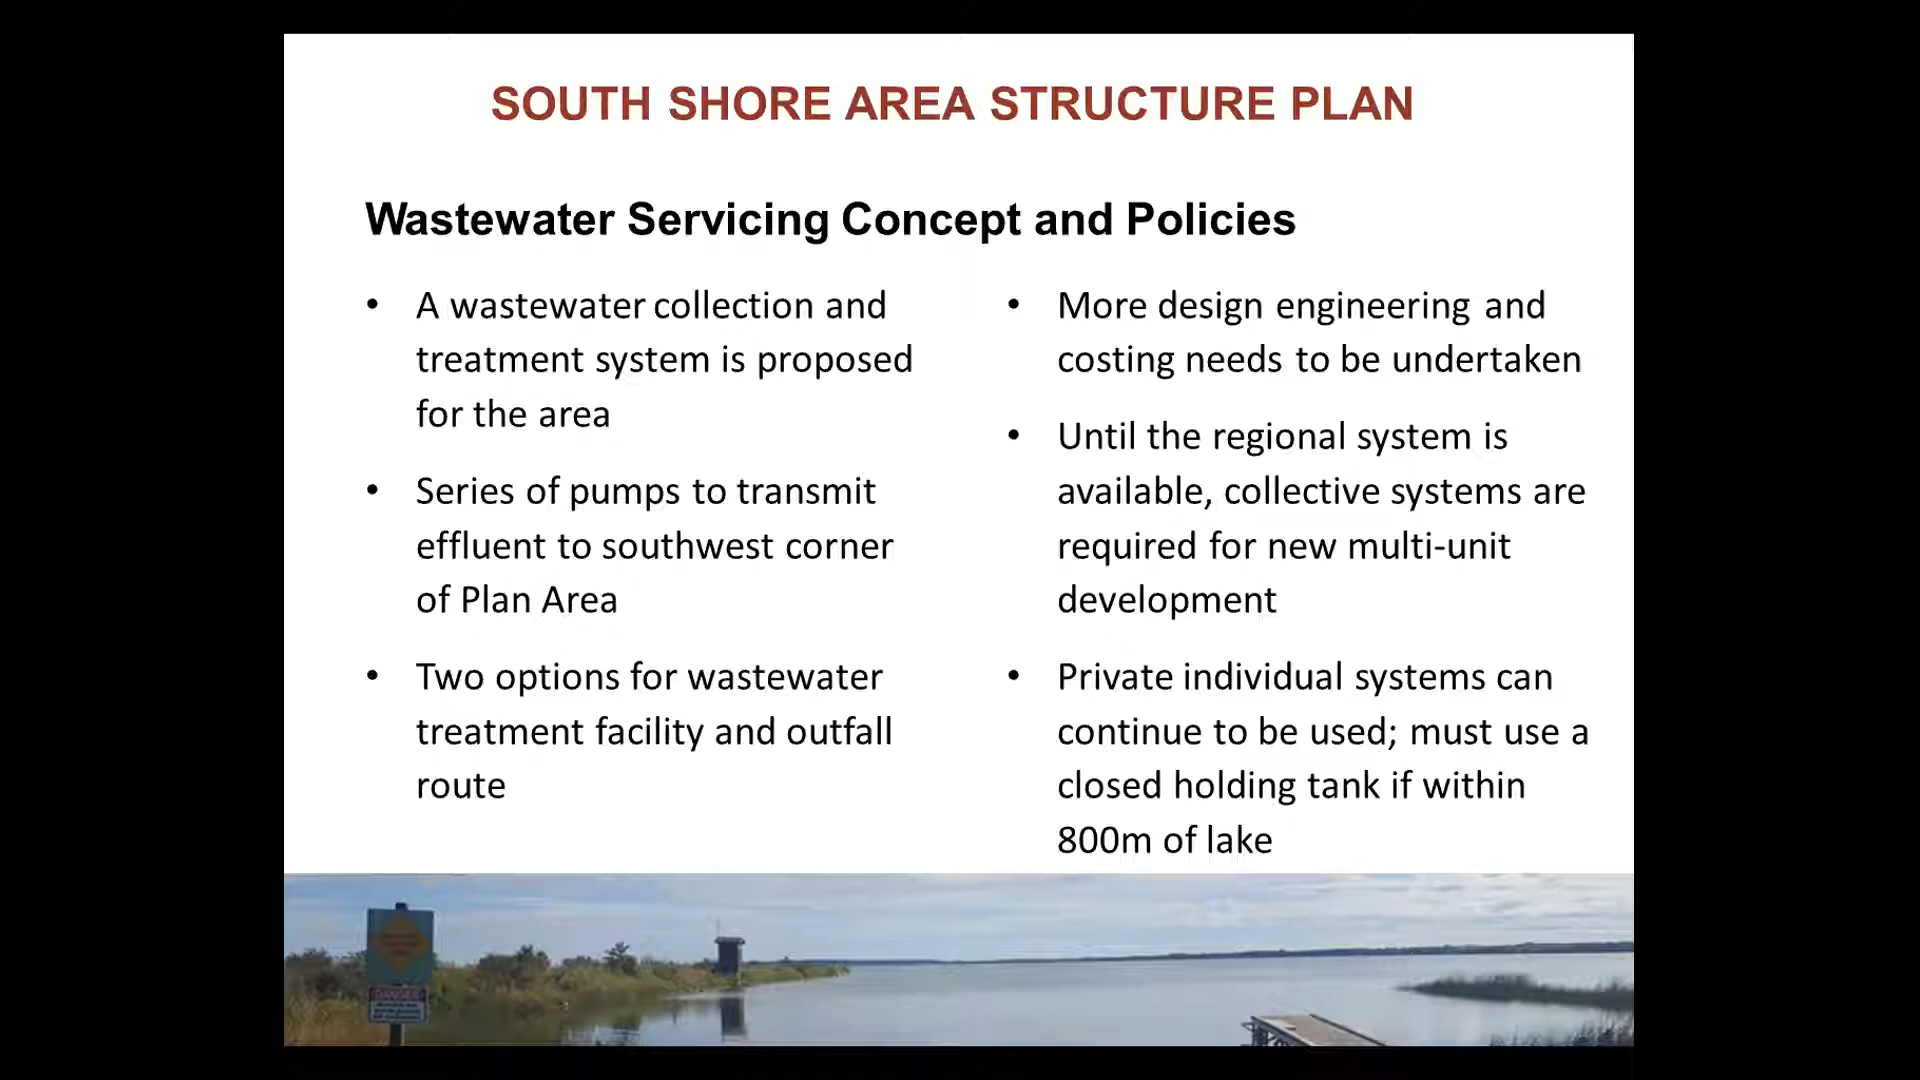 SOUTH SHORE AREA STRUCTURE PLAN
Wastewater Servicing Concept and Policies
• A wastewater collection and
treatment system is proposed
for the area
• Series of pumps to transmit
effluent to southwest corner
of Plan Area
• Two options for wastewater
treatment facility and outfall
route
• More design engineering and
costing needs to be undertaken
• Until the regional system is
available, collective systems are
required for new multi-unit
development
• Private individual systems can
continue to be used; must use a
closed holding tank if within
800m of lake
DANGER